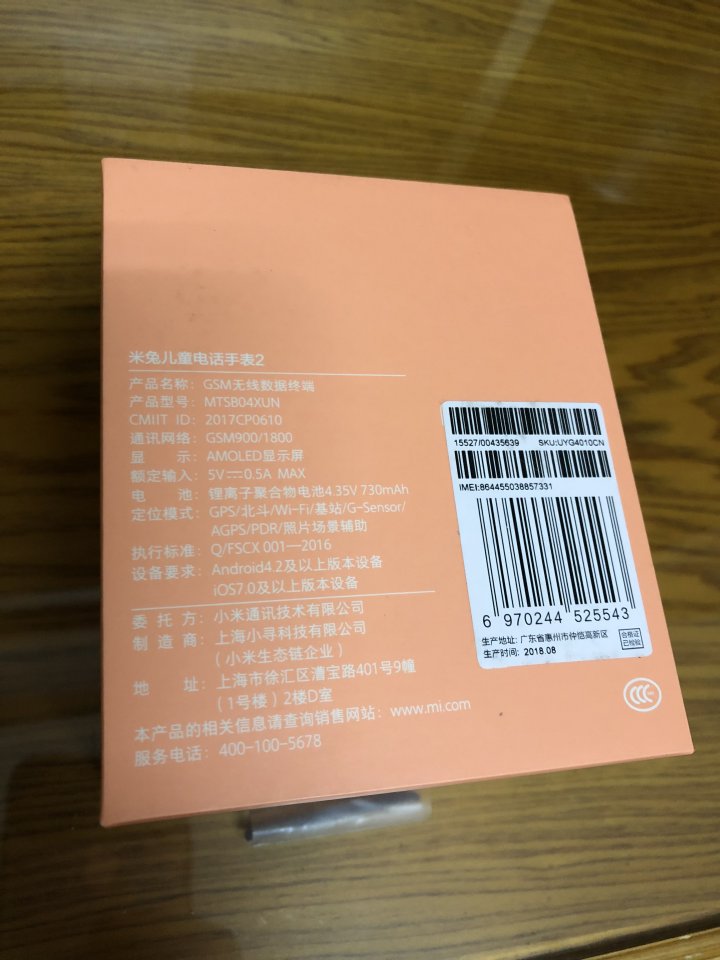 米兔儿童电话手表2
产品名称：GSM无线数据终端
产品型号：MTSB04XUN
CMIIT ID：2017CP0610
通讯网络：GSM900/1800
显　　示：AMOLED显示屏
额定输入：5V⎓0.5A MAX
电　　池：锂离子聚合物电池4.35V 730mAh
定位模式：GPS/北斗/Wi-Fi/基站/G-Sensor/
AGPS/PDR/照片场景辅助
执行标准：Q/FSCX 001—2016
设备要求：Android4.2及以上版本设备
iOS7.0及以上版本设备
委 托 方：小米通讯技术有限公司
制 造 商：上海小寻科技有限公司
（小米生态链企业）
地　　址：上海市徐汇区漕宝路401号9幢
（1号楼）2楼D室
本产品的相关信息请查询销售网站：www.mi.com
服务电话：400-100-5678
15527/00435639 SKU:UYG4010CN
IMEI:864455038857331
6 970244 525543
生产地址: 广东省惠州市仲恺高新区
生产时间: 2018.08
合格证
已检验
CCC